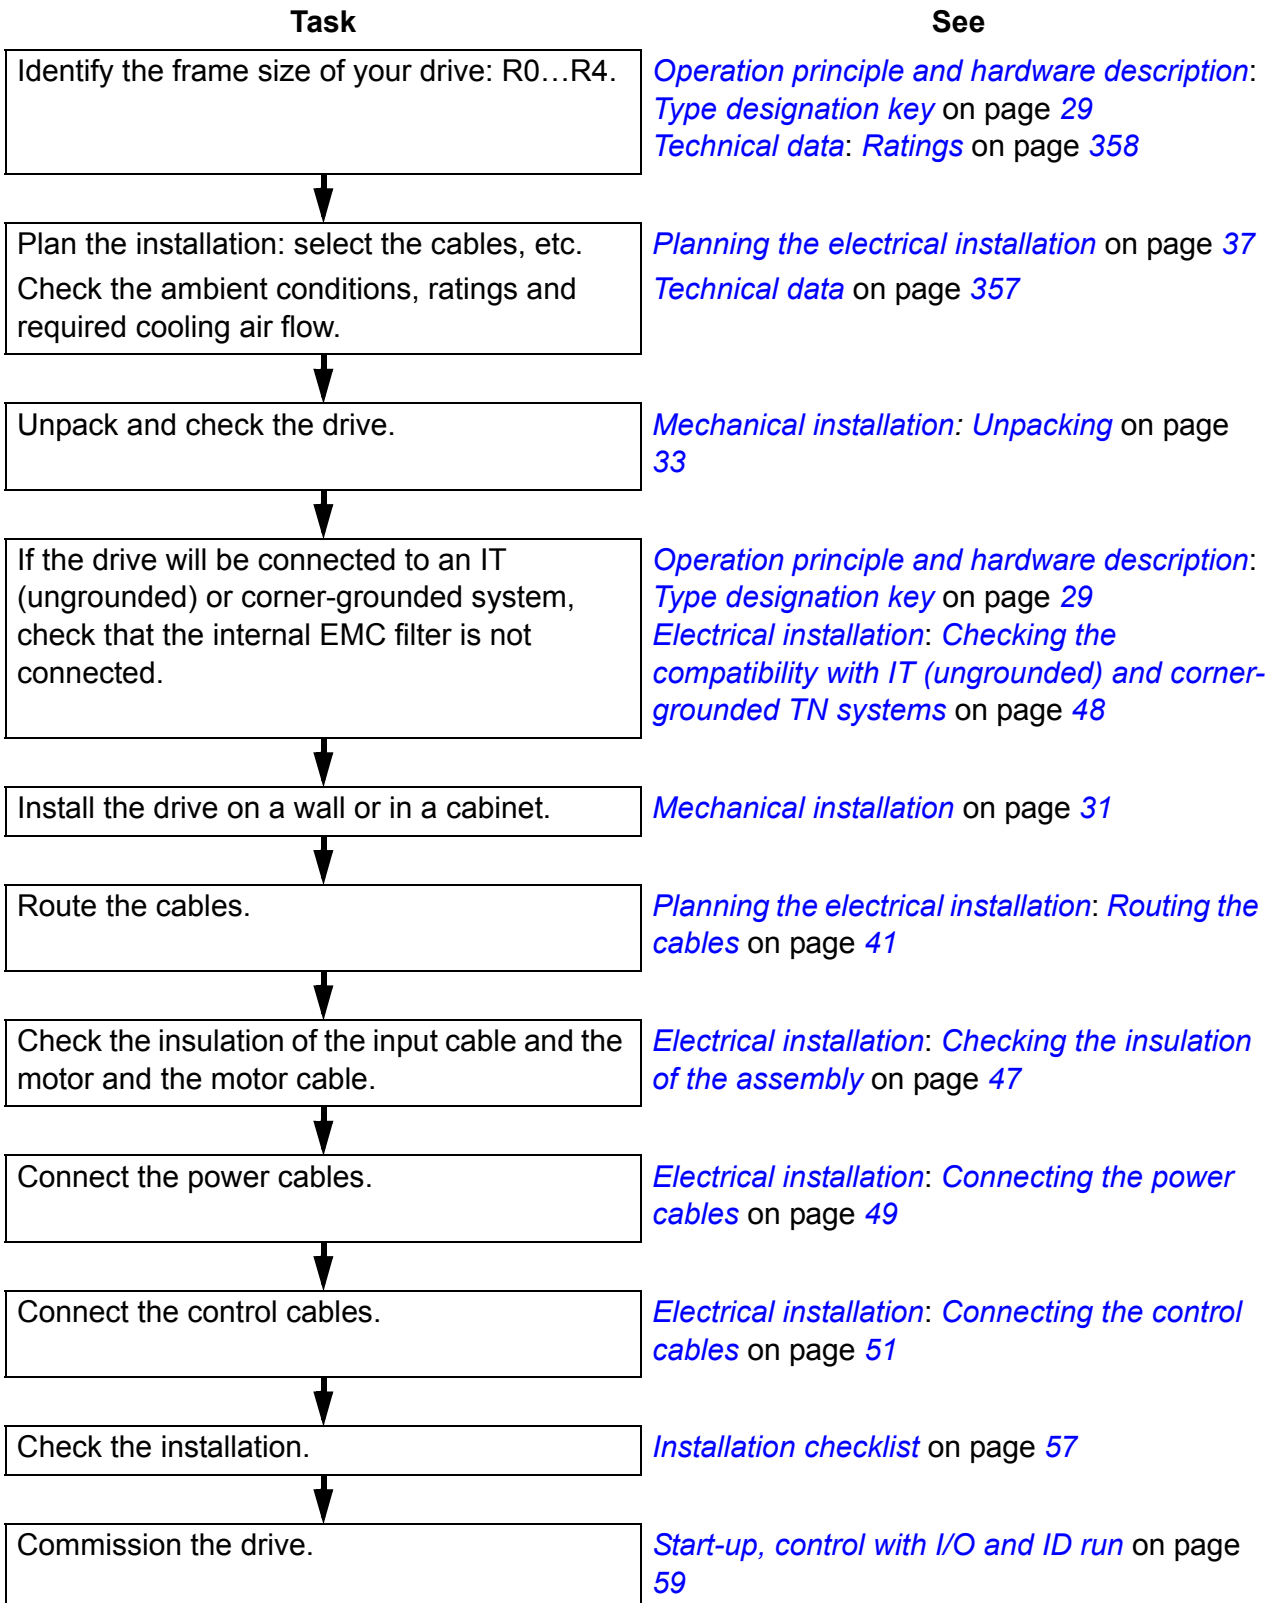 Task
See
Identify the frame size of your drive: R0…R4.
Operation principle and hardware description:
Type designation key on page 29
Technical data: Ratings on page 358
Plan the installation: select the cables, etc.
Check the ambient conditions, ratings and
required cooling air flow.
Planning the electrical installation on page 37
Technical data on page 357
Unpack and check the drive.
Mechanical installation: Unpacking on page
33
If the drive will be connected to an IT
(ungrounded) or corner-grounded system,
check that the internal EMC filter is not
connected.
Operation principle and hardware description:
Type designation key on page 29
Electrical installation: Checking the
compatibility with IT (ungrounded) and corner-
grounded TN systems on page 48
Install the drive on a wall or in a cabinet.
Mechanical installation on page 31
Route the cables.
Planning the electrical installation: Routing the
cables on page 41
Check the insulation of the input cable and the
motor and the motor cable.
Electrical installation: Checking the insulation
of the assembly on page 47
Connect the power cables.
Electrical installation: Connecting the power
cables on page 49
Connect the control cables.
Electrical installation: Connecting the control
cables on page 51
Check the installation.
Installation checklist on page 57
Commission the drive.
Start-up, control with I/O and ID run on page
59